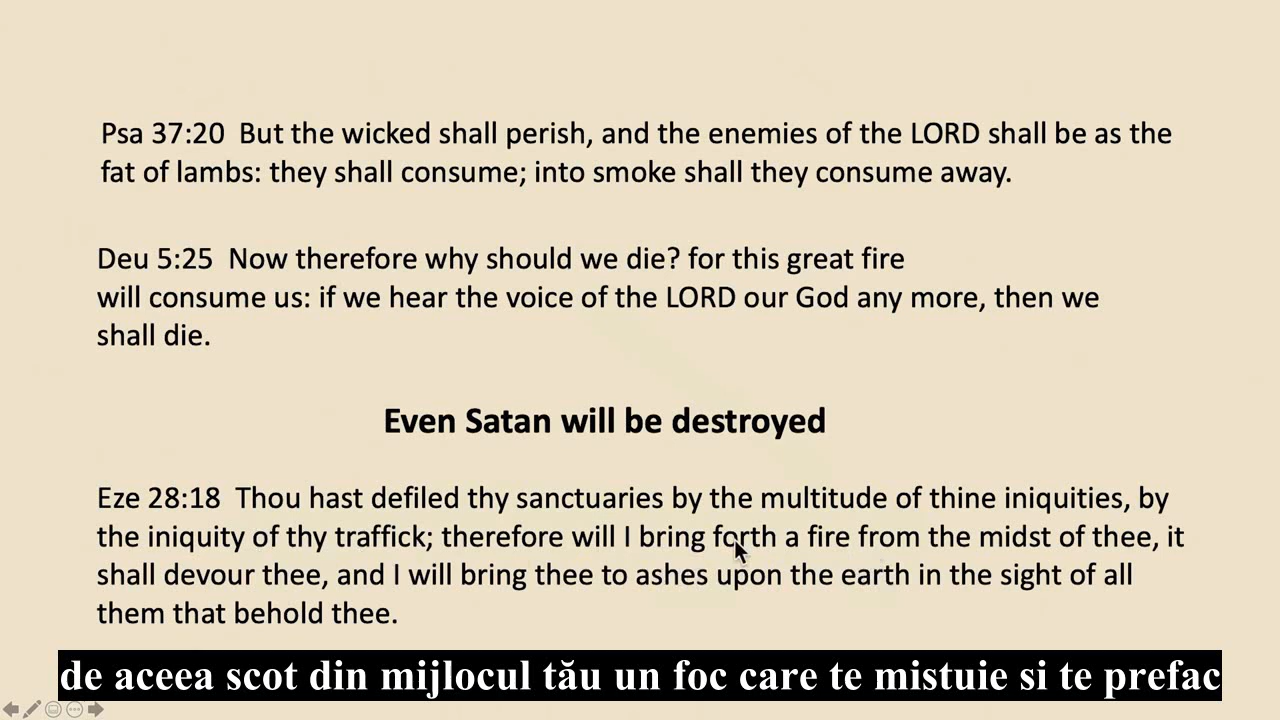 Psa 37:20  But the wicked shall perish, and the enemies of the LORD shall be as the
fat of lambs: they shall consume; into smoke shall they consume away.
Deu 5:25  Now therefore why should we die? for this great fire
will consume us: if we hear the voice of the LORD our God any more, then we
shall die.
Even Satan will be destroyed
Eze 28:18  Thou hast defiled thy sanctuaries by the multitude of thine iniquities, by
the iniquity of thy traffick; therefore will I bring forth a fire from the midst of thee, it
shall devour thee, and I will bring thee to ashes upon the earth in the sight of all
them that behold thee.
de aceea scot din mijlocul tău un foc care te mistuie si te prefac